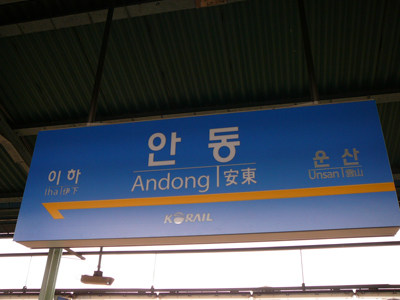 안동
Andong 安東
이하
Iha 伊下
운산
Unsan 雲山
KORAIL